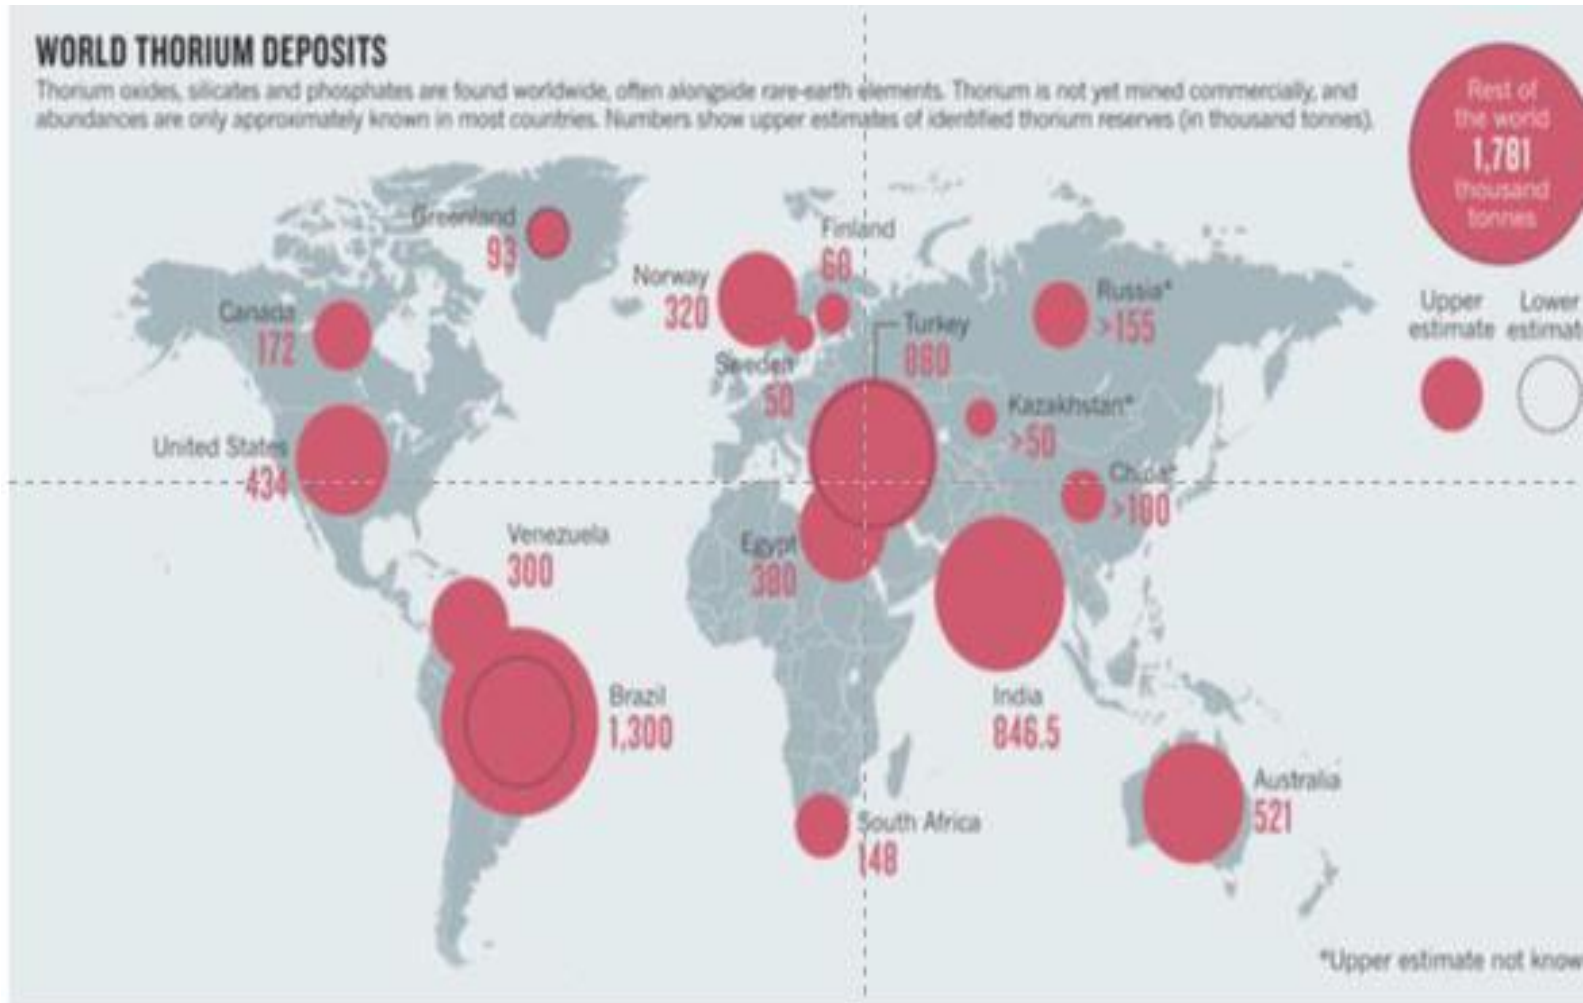 WORLD THORIUM DEPOSITS
Thorium oxides, silicates and phosphates are found worldwide, often alongside rare-earth elements. Thorium is not yet mined commercially, and
abundances are only approximately known in most countries. Numbers show upper estimates of identified thorium reserves (in thousand tonnes).
Rest of
the world
1,781
thousand
tonnes
Upper
estimate
Lower
estimat
Greenland
93
Finland
60
Norway
320
Russia*
>155
Canada
172
Turkey
880
Sweden
50
Kazakhstan*
>50
United States
434
China*
>100
Venezuela
300
Egypt
380
Brazil
1,300
India
846.5
Australia
521
South Africa
148
*Upper estimate not know